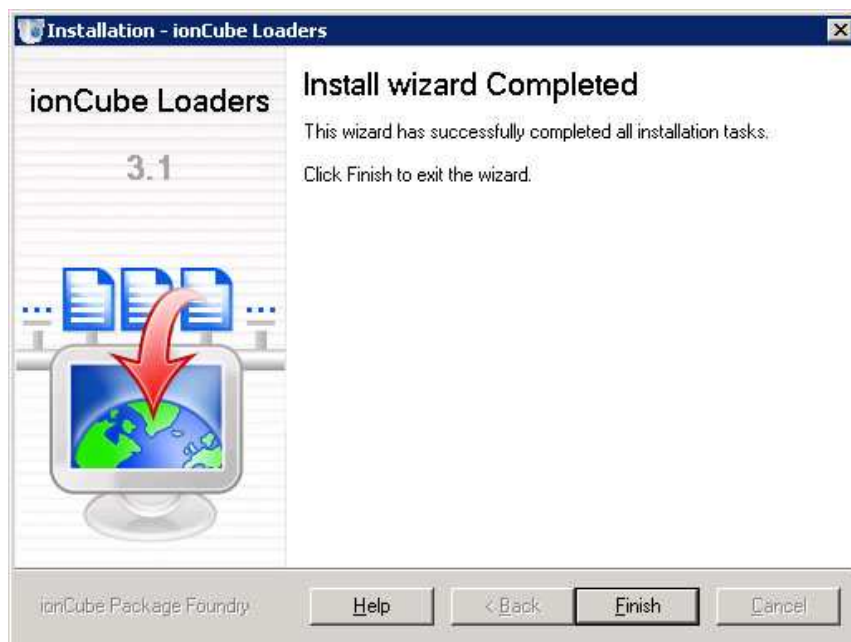 Installation - ionCube Loaders
ionCube Loaders
3.1
Install wizard Completed
This wizard has successfully completed all installation tasks.
Click Finish to exit the wizard.
ionCube Package Foundry
Help
< Back
Finish
Cancel